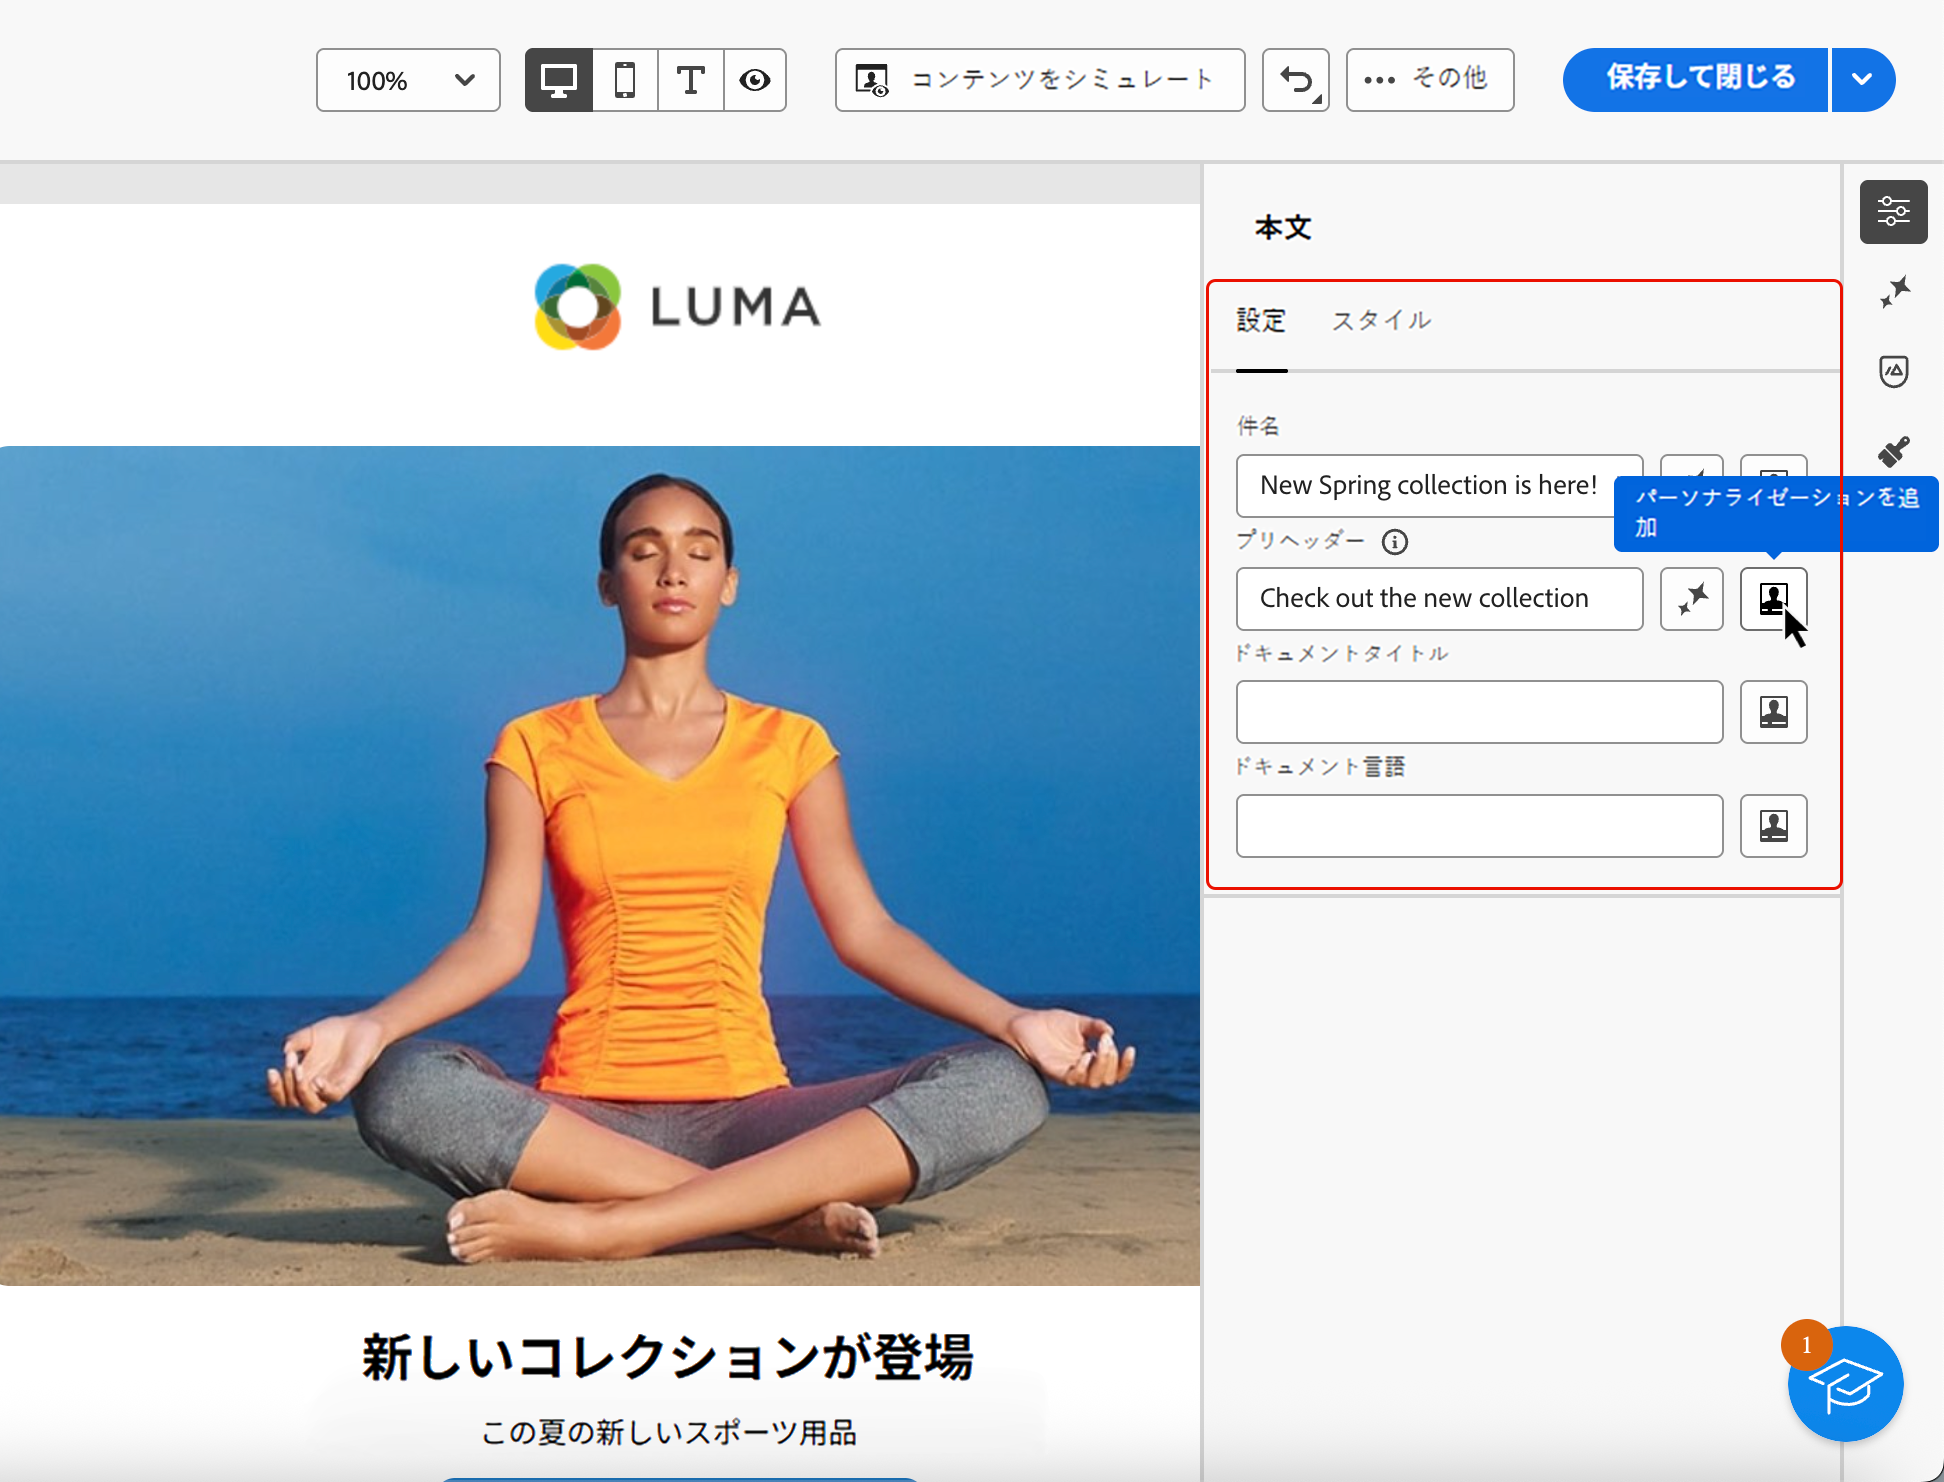 100%
コンテンツをシミュレート
その他
保存して閉じる
LUMA
本文
設定
スタイル
件名
New Spring collection is here!
パーソナライゼーションを追
加
プリヘッダー
Check out the new collection
ドキュメントタイトル
ドキュメント言語
新しいコレクションが登場
この夏の新しいスポーツ用品
1